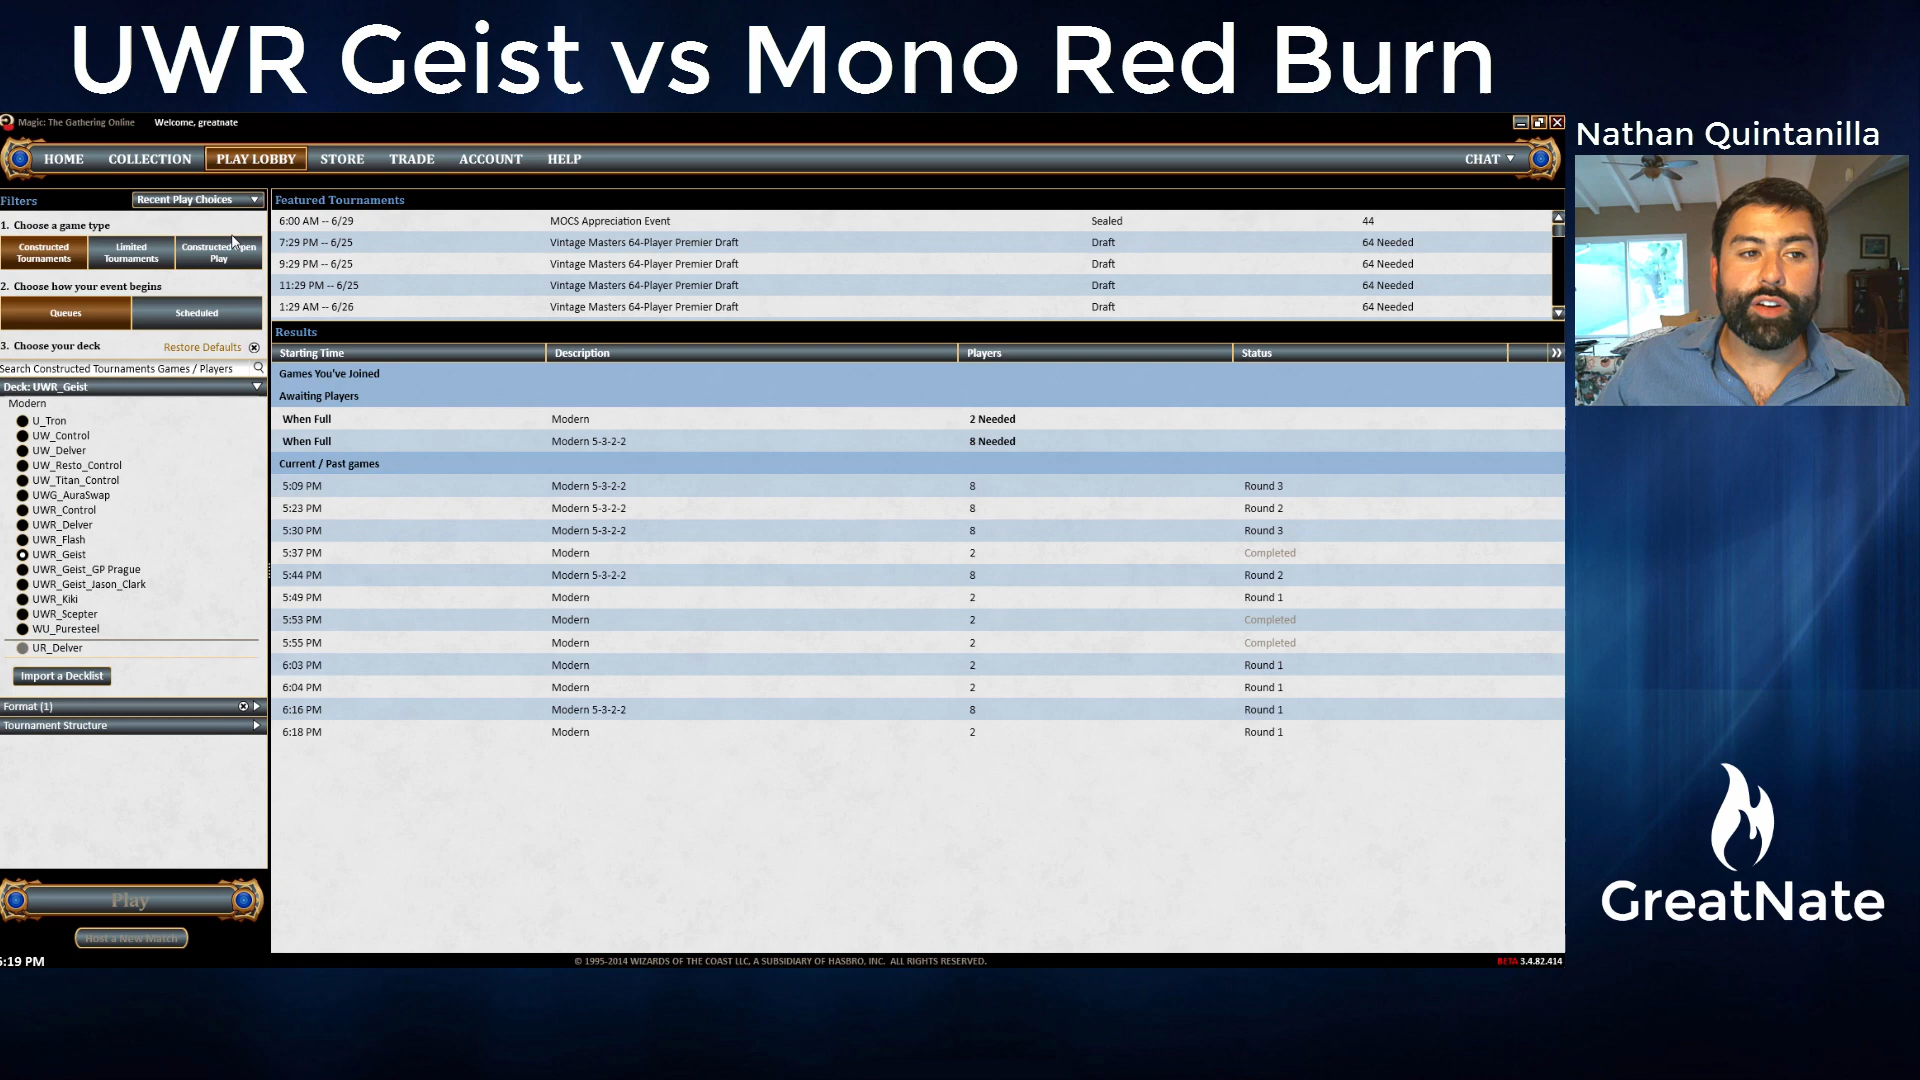 UWR Geist vs Mono Red Burn
Magic: The Gathering Online Welcome, greatnate
Nathan Quintanilla
HOME COLLECTION PLAY LOBBY STORE TRADE ACCOUNT HELP CHAT
Filters Recent Play Choices
1. Choose a game type
Constructed Tournaments
Limited Tournaments
Play
2. Choose how your event begins
Queues Scheduled
3. Choose your deck Restore Defaults
Search Constructed Tournaments Games / Players
Deck: UWR_Geist
Modern
U_Tron
UW_Control
UW_Delver
UW_Resto_Control
UW_Titan_Control
UWG_AuraSwap
UWR_Control
UWR_Delver
UWR_Flash
UWR_Geist
UWR_Geist_GP Prague
UWR_Geist_Jason_Clark
UWR_Kiki
UWR_Scepter
WU_Puresteel
UR_Delver
Import a Decklist
Format (1)
Tournament Structure
Play
Host a New Match
:19 PM
Featured Tournaments
6:00 AM -- 6/29 MOCS Appreciation Event Sealed 44
7:29 PM -- 6/25 Vintage Masters 64-Player Premier Draft Draft 64 Needed
9:29 PM -- 6/25 Vintage Masters 64-Player Premier Draft Draft 64 Needed
11:29 PM -- 6/25 Vintage Masters 64-Player Premier Draft Draft 64 Needed
1:29 AM -- 6/26 Vintage Masters 64-Player Premier Draft Draft 64 Needed
Results
Starting Time Description Players Status
Games You've Joined
Awaiting Players
When Full Modern 2 Needed
When Full Modern 5-3-2-2 8 Needed
Current / Past games
5:09 PM Modern 5-3-2-2 8 Round 3
5:23 PM Modern 5-3-2-2 8 Round 2
5:30 PM Modern 5-3-2-2 8 Round 3
5:37 PM Modern 2 Completed
5:44 PM Modern 5-3-2-2 8 Round 2
5:49 PM Modern 2 Round 1
5:53 PM Modern 2 Completed
5:55 PM Modern 2 Completed
6:03 PM Modern 2 Round 1
6:04 PM Modern 2 Round 1
6:16 PM Modern 5-3-2-2 8 Round 1
6:18 PM Modern 2 Round 1
© 1995-2014 WIZARDS OF THE COAST LLC, A SUBSIDIARY OF HASBRO, INC. ALL RIGHTS RESERVED.
BETA 3.4.82.414
GreatNate